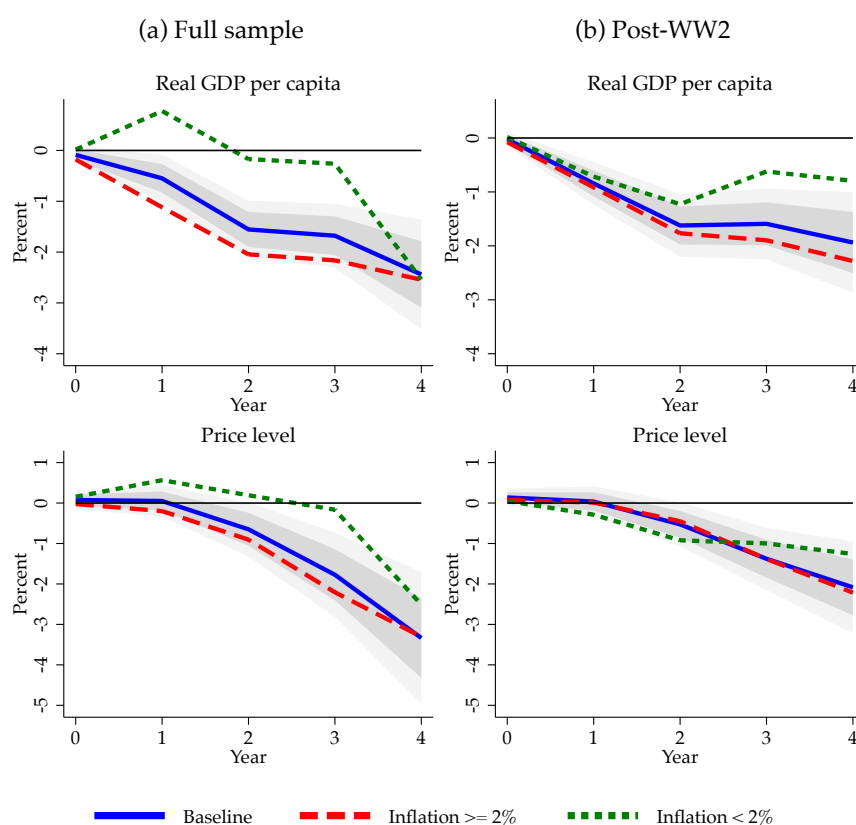 (a) Full sample
(b) Post-WW2
Real GDP per capita
0
-1
-2
-3
-4
Percent
0 1 2 3 4
Year
Real GDP per capita
0
-1
-2
-3
-4
Percent
0 1 2 3 4
Year
Price level
1
0
-1
-2
-3
-4
-5
Percent
0 1 2 3 4
Year
Price level
1
0
-1
-2
-3
-4
-5
Percent
0 1 2 3 4
Year
Baseline Inflation >= 2% Inflation < 2%